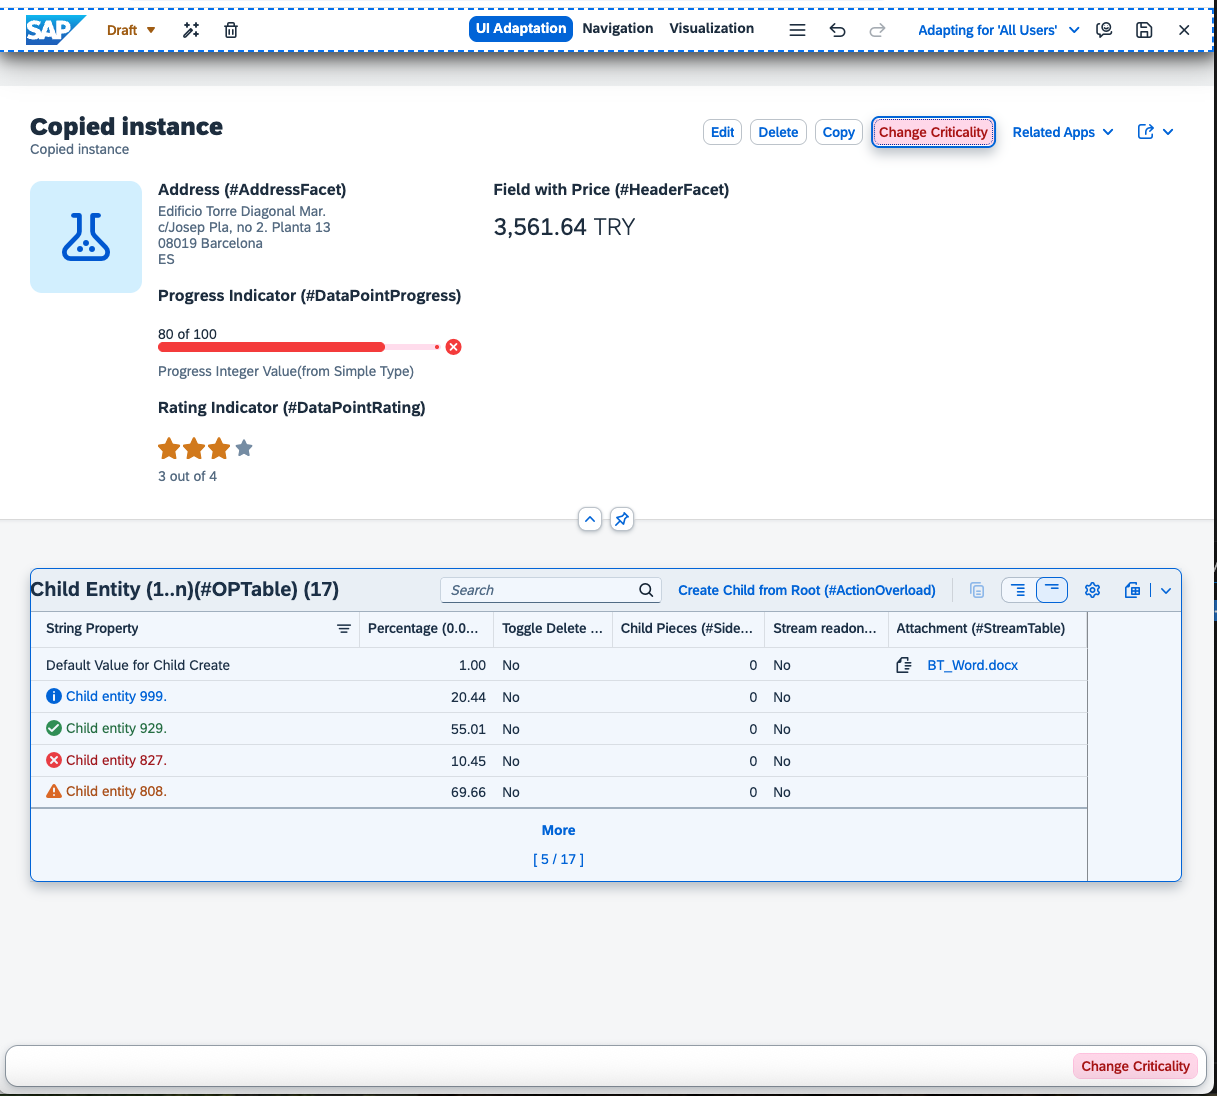 SAP
Draft
UI Adaptation
Navigation
Visualization
Adapting for 'All Users'
Copied instance
Copied instance
Edit
Delete
Copy
Change Criticality
Related Apps
Address (#AddressFacet)
Edificio Torre Diagonal Mar.
c/Josep Pla, no 2. Planta 13
08019 Barcelona
ES
Field with Price (#HeaderFacet)
3,561.64 TRY
Progress Indicator (#DataPointProgress)
80 of 100
Progress Integer Value(from Simple Type)
Rating Indicator (#DataPointRating)
3 out of 4
Child Entity (1..n)(#OPTable) (17)
Search
Create Child from Root (#ActionOverload)
String Property Percentage (0.0... Toggle Delete ... Child Pieces (#Side... Stream readon... Attachment (#StreamTable)
Default Value for Child Create 1.00 No 0 No BT_Word.docx
Child entity 999. 20.44 No 0 No
Child entity 929. 55.01 No 0 No
Child entity 827. 10.45 No 0 No
Child entity 808. 69.66 No 0 No
More
[ 5 / 17 ]
Change Criticality